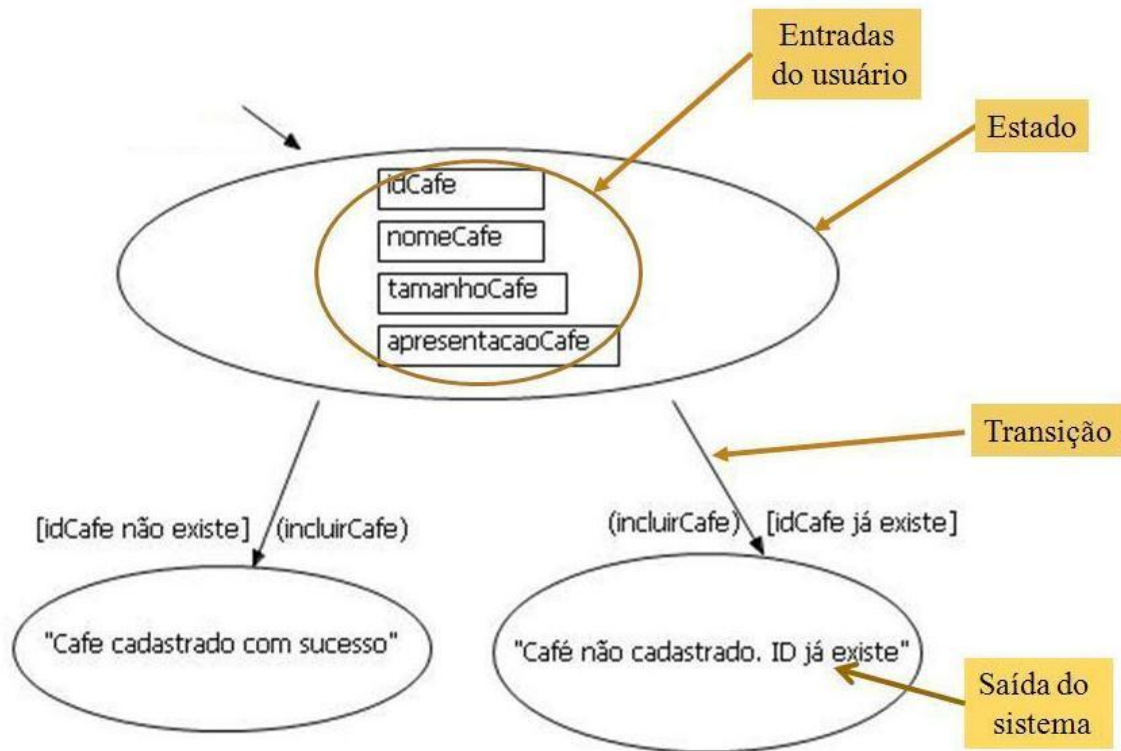 Entradas
do usuário
Estado
idCafe
nomeCafe
tamanhoCafe
apresentacaoCafe
Transição
[idCafe não existe] (incluirCafe)
(incluirCafe) [idCafe já existe]
"Cafe cadastrado com sucesso"
"Café não cadastrado. ID já existe"
Saída do
sistema